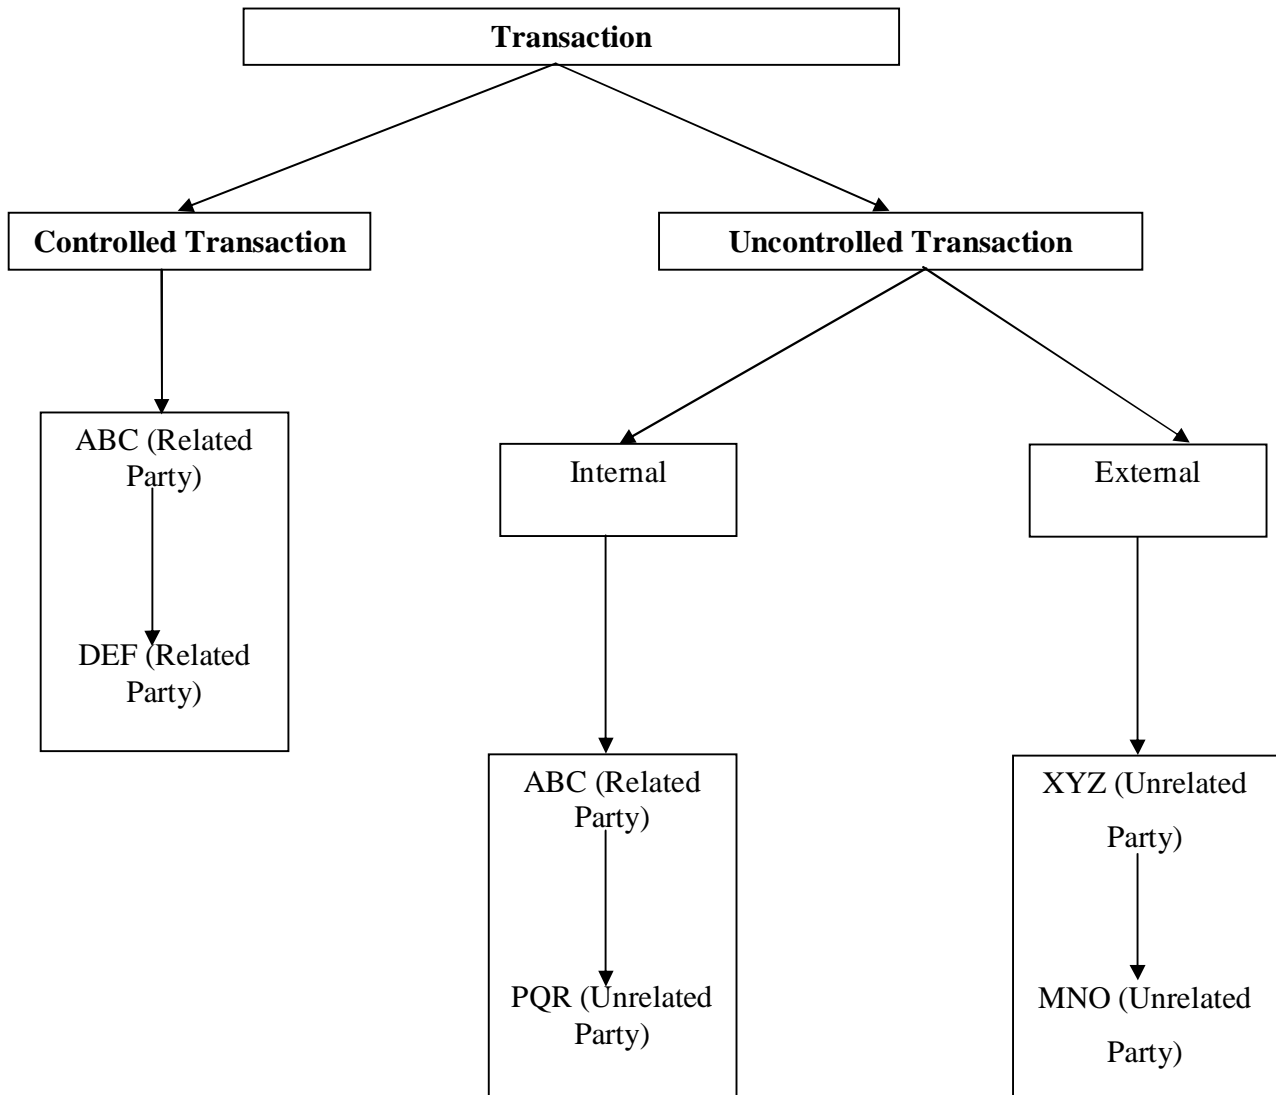 Transaction
Controlled Transaction
Uncontrolled Transaction
ABC (Related
Party)
DEF (Related
Party)
Internal
External
ABC (Related
Party)
PQR (Unrelated
Party)
XYZ (Unrelated
Party)
MNO (Unrelated
Party)